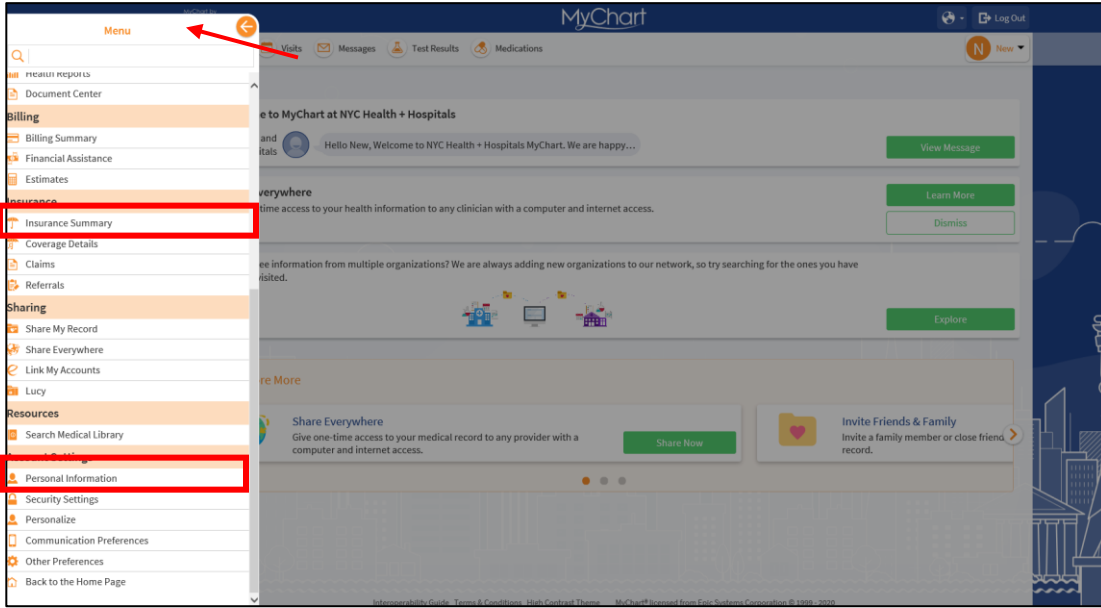 MyChart by
MyChart
Log Out
Menu
Visits
Messages
Test Results
Medications
N
New
Health Reports
Document Center
Billing
Billing Summary
Financial Assistance
Estimates
Insurance
Insurance Summary
Coverage Details
Claims
Referrals
Sharing
Share My Record
Share Everywhere
Link My Accounts
Lucy
Resources
Search Medical Library
Account Settings
Personal Information
Security Settings
Personalize
Communication Preferences
Other Preferences
Back to the Home Page
e to MyChart at NYC Health + Hospitals
and
itals
Hello New, Welcome to NYC Health + Hospitals MyChart. We are happy...
View Message
verywhere
time access to your health information to any clinician with a computer and internet access.
Learn More
Dismiss
ee information from multiple organizations? We are always adding new organizations to our network, so try searching for the ones you have
visited.
Explore
re More
Share Everywhere
Give one-time access to your medical record to any provider with a
computer and internet access.
Share Now
Invite Friends & Family
Invite a family member or close friend
record.
Interoperability Guide Terms & Conditions High Contrast Theme MyChart® licensed from Epic Systems Corporation © 1999 - 2020